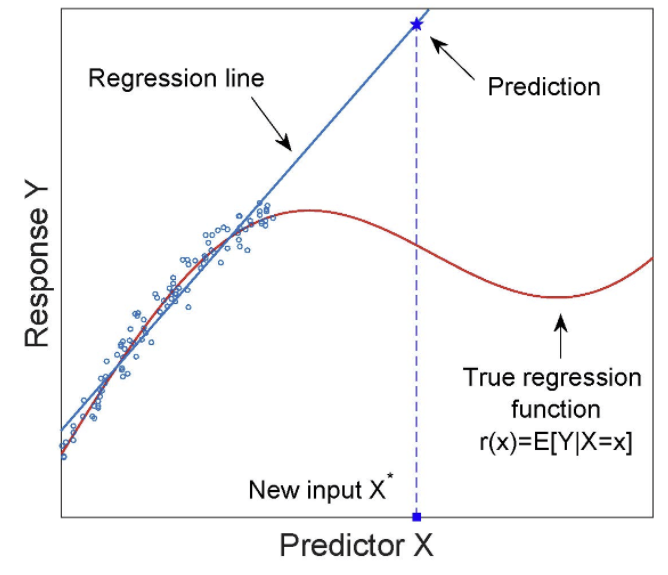 Regression line
Prediction
Response Y
True regression
function
r(x)=E[Y|X=x]
New input X*
Predictor X